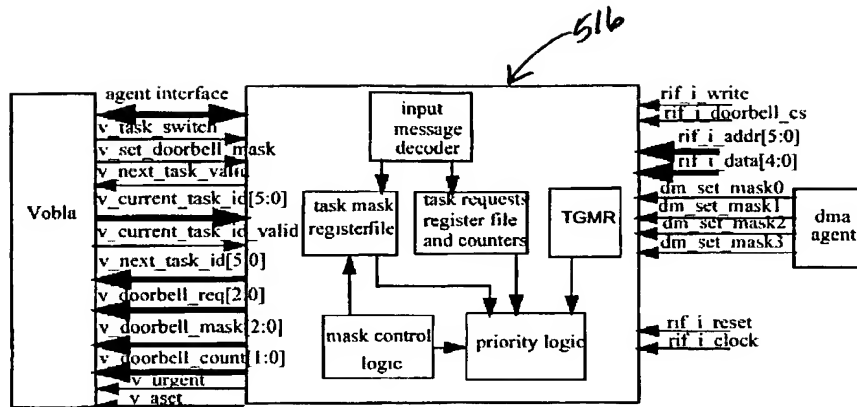 516
Vobla
agent interface
v_task_switch
v_set_doorbell_mask
v_next_task_valid
v_current_task_id[5:0]
v_current_task_id_valid
v_next_task_id[5:0]
v_doorbell_req[2:0]
v_doorbell_mask[2:0]
v_doorbell_count[1:0]
v_urgent
v_aset
input
message
decoder
task mask
registerfile
task requests
register file
and counters
TGMR
mask control
logic
priority logic
rif_i_write
rif_i_doorbell_cs
rif_i_addr[5:0]
rif_i_data[4:0]
dm_set_mask0
dm_set_mask1
dm_set_mask2
dm_set_mask3
dma
agent
rif_i_reset
rif_i_clock